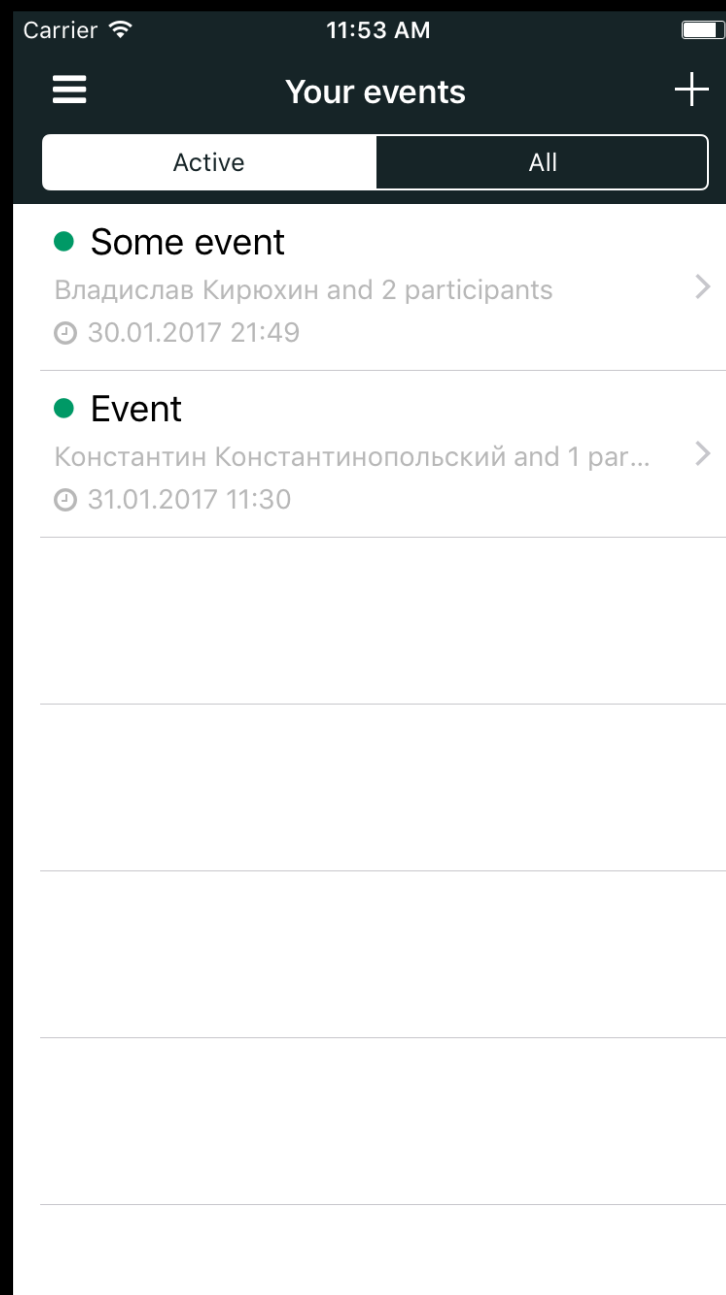 Carrier 11:53 AM
Your events
Active All
Some event
Владислав Кирюхин and 2 participants
30.01.2017 21:49
Event
Константин Константинопольский and 1 par...
31.01.2017 11:30